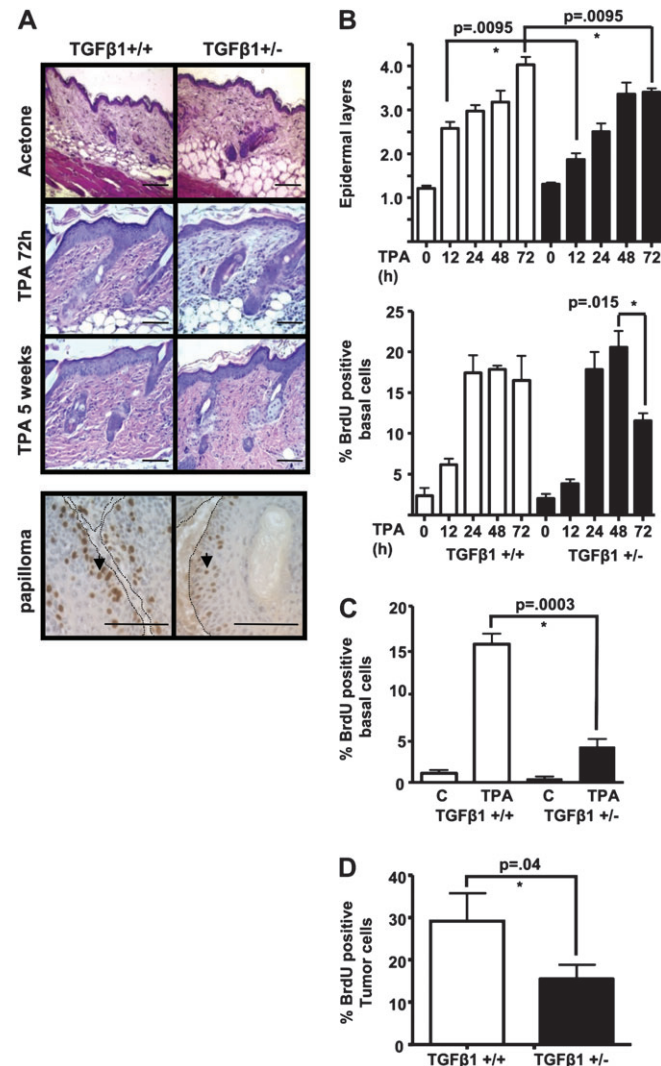 A
TGFβ1+/+ TGFβ1+/-
Acetone
TPA 72h
TPA 5 weeks
papilloma
B
p=.0095
p=.0095
*
*
Epidermal layers
4.0
3.0
2.0
1.0
TPA 0 12 24 48 72 0 12 24 48 72
(h)
p=.015 *
% BrdU positive
basal cells
25
20
15
10
5
TPA 0 12 24 48 72 0 12 24 48 72
(h)
TGFβ1 +/+ TGFβ1 +/-
C
p=.0003
*
% BrdU positive
basal cells
20
15
10
5
0
C TPA C TPA
TGFβ1 +/+ TGFβ1 +/-
D
p=.04
*
% BrdU positive
Tumor cells
40
30
20
10
0
TGFβ1 +/+ TGFβ1 +/-